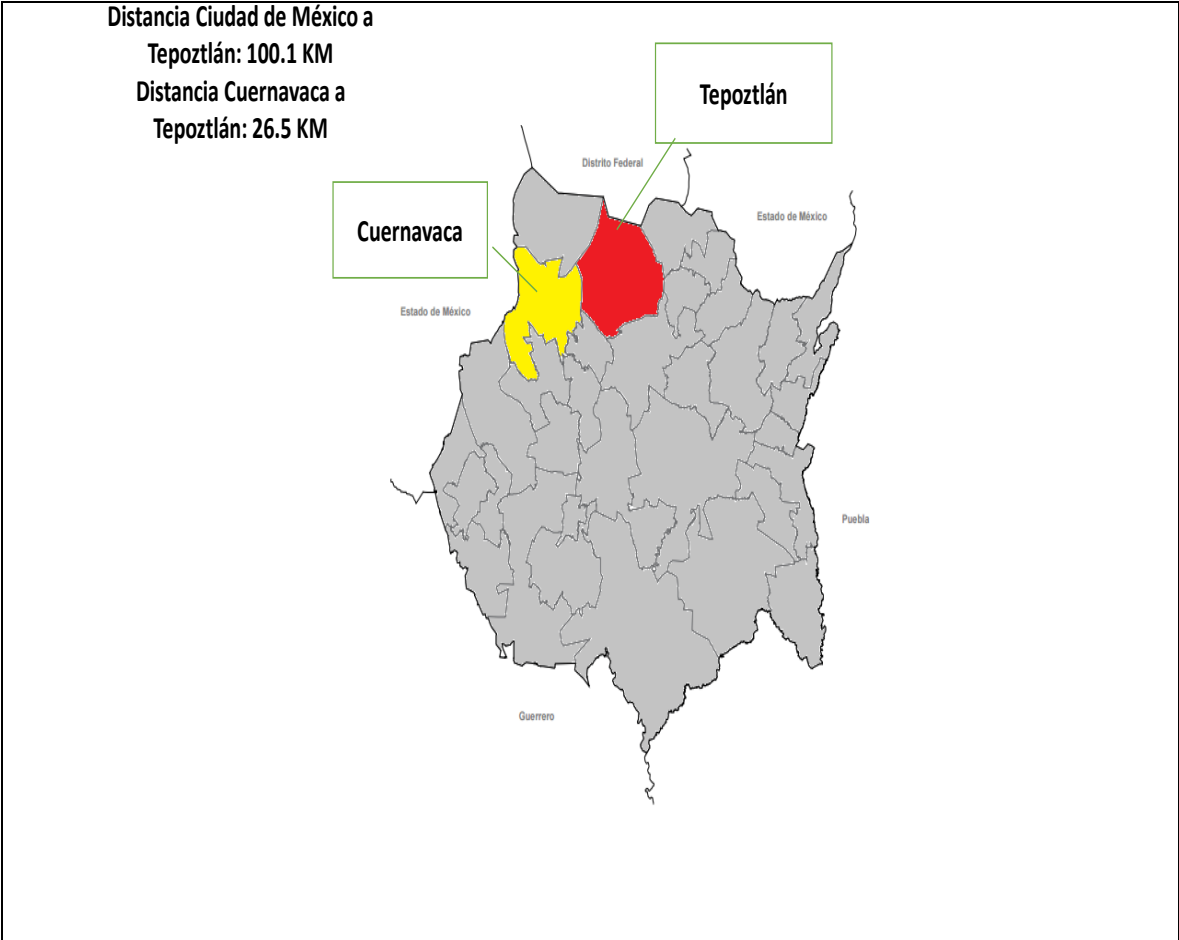 Distancia Ciudad de México a
Tepoztlán: 100.1 KM
Distancia Cuernavaca a
Tepoztlán: 26.5 KM
Tepoztlán
Distrito Federal
Estado de México
Cuernavaca
Estado de México
Puebla
Guerrero